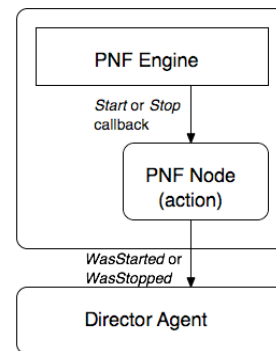 PNF Engine
Start or Stop
callback
PNF Node
(action)
WasStarted or
WasStopped
Director Agent